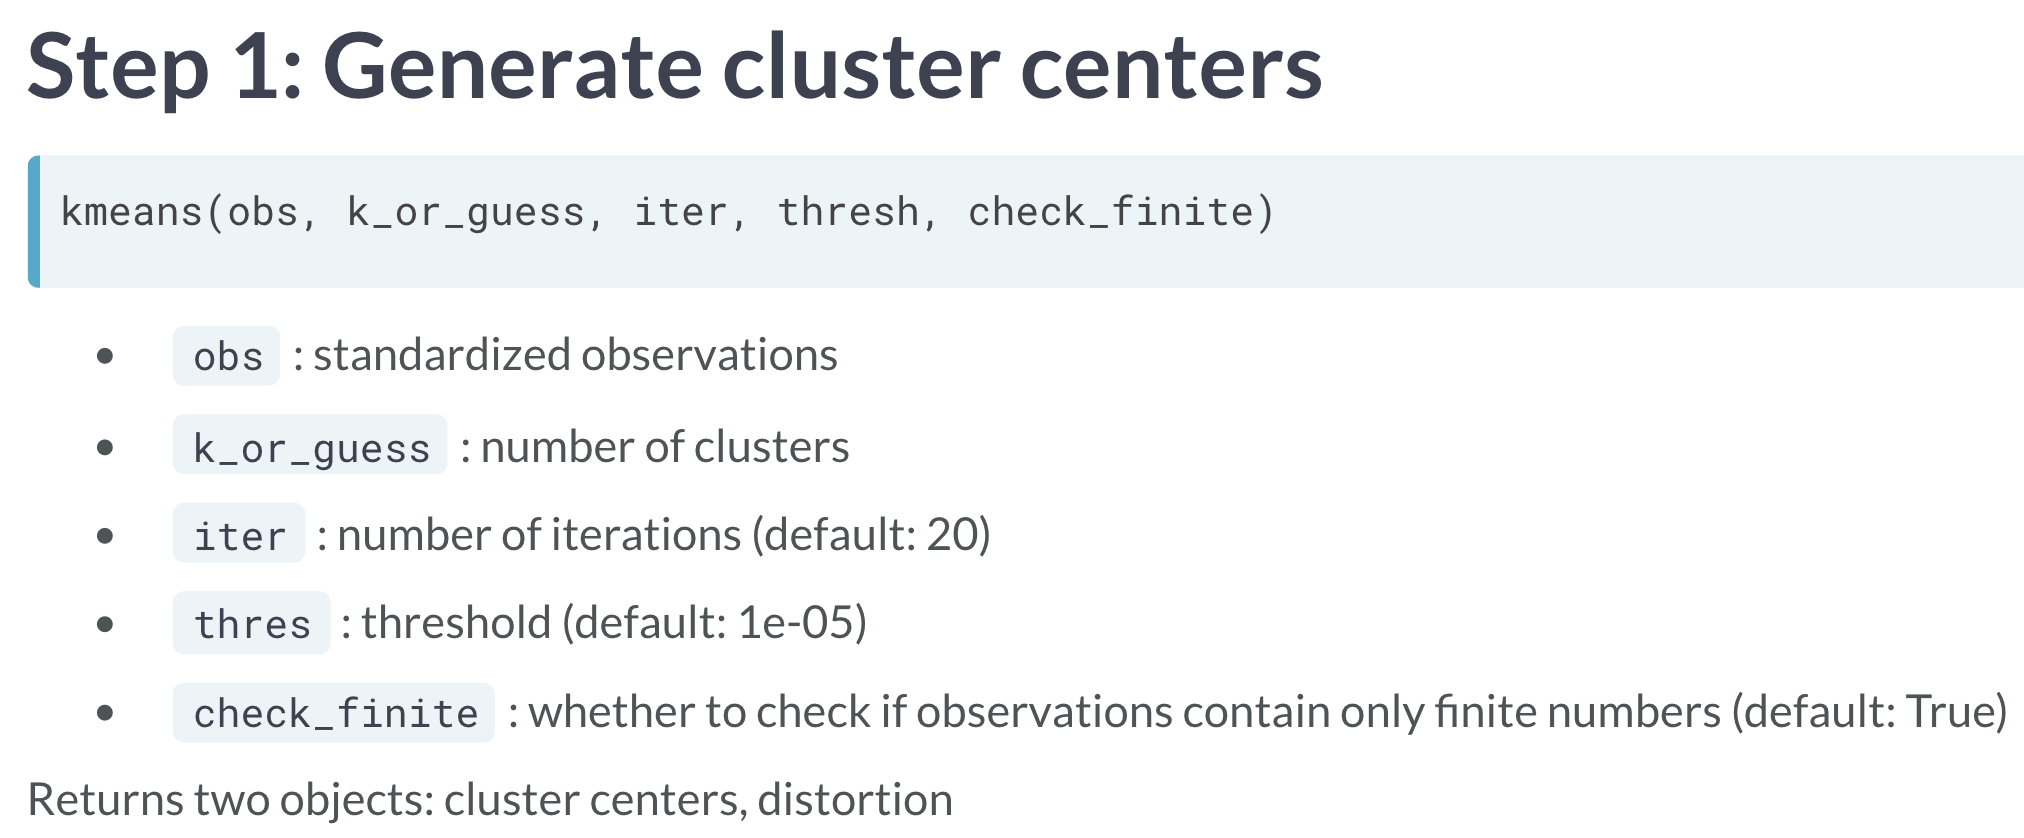 Step 1: Generate cluster centers
kmeans(obs, k_or_guess, iter, thresh, check_finite)
• obs : standardized observations
• k_or_guess : number of clusters
• iter : number of iterations (default: 20)
• thres : threshold (default: 1e-05)
• check_finite : whether to check if observations contain only finite numbers (default: True)
Returns two objects: cluster centers, distortion